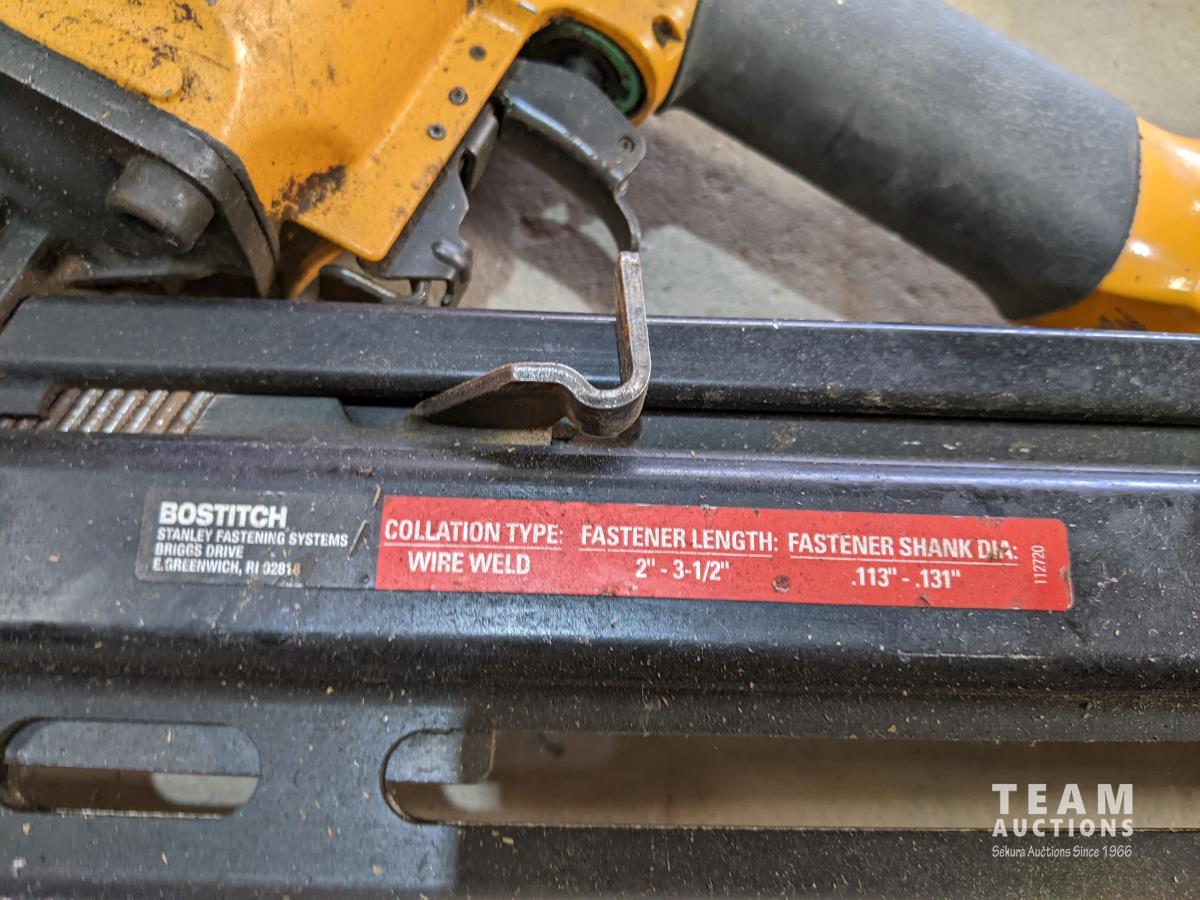 BOSTITCH
STANLEY FASTENING SYSTEMS
BRIGGS DRIVE
E.GREENWICH, RI 02818
COLLATION TYPE: FASTENER LENGTH: FASTENER SHANK DIA:
WIRE WELD 2" - 3-1/2" .113" - .131"
112720
TEAM
AUCTIONS
Sekura Auctions Since 1966